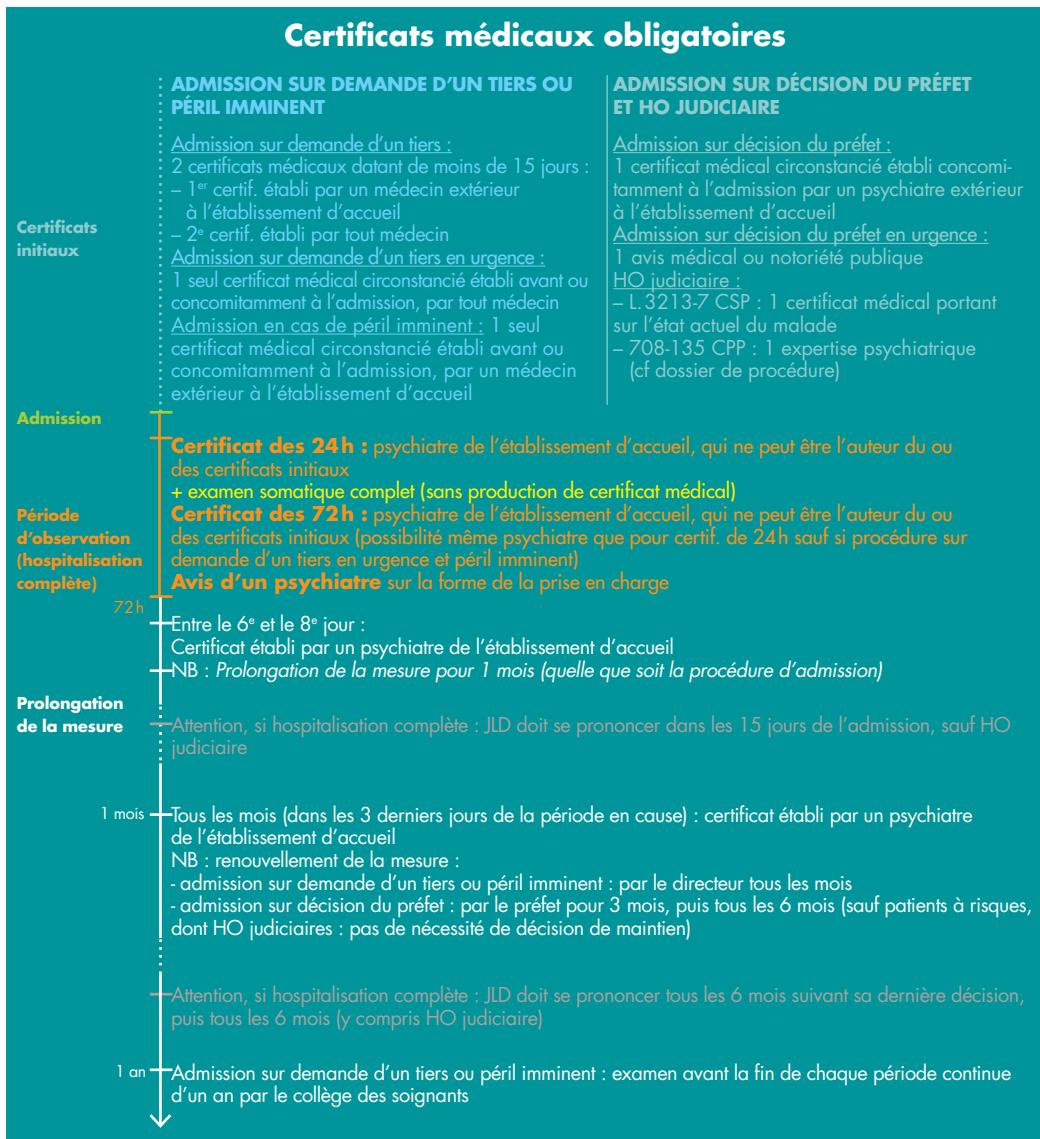 Certificats médicaux obligatoires
ADMISSION SUR DEMANDE D'UN TIERS OU
PÉRIL IMMINENT
Admission sur demande d'un tiers :
2 certificats médicaux datant de moins de 15 jours :
– 1er certif. établi par un médecin extérieur
à l'établissement d'accueil
– 2e certif. établi par tout médecin
Admission sur demande d'un tiers en urgence :
1 seul certificat médical circonstancié établi avant ou
concomitamment à l'admission, par tout médecin
Admission en cas de péril imminent : 1 seul
certificat médical circonstancié établi avant ou
concomitamment à l'admission, par un médecin
extérieur à l'établissement d'accueil
ADMISSION SUR DÉCISION DU PRÉFET
ET HO JUDICIAIRE
Admission sur décision du préfet :
1 certificat médical circonstancié établi concomi-
tamment à l'admission par un psychiatre extérieur
à l'établissement d'accueil
Admission sur décision du préfet en urgence :
1 avis médical ou notoriété publique
HO judiciaire :
– L.3213-7 CSP : 1 certificat médical portant
sur l'état actuel du malade
– 708-135 CPP : 1 expertise psychiatrique
(cf dossier de procédure)
Certificats
initiaux
Admission
Certificat des 24h : psychiatre de l'établissement d'accueil, qui ne peut être l'auteur du ou
des certificats initiaux
+ examen somatique complet (sans production de certificat médical)
Certificat des 72h : psychiatre de l'établissement d'accueil, qui ne peut être l'auteur du ou
des certificats initiaux (possibilité même psychiatre que pour certif. de 24h sauf si procédure sur
demande d'un tiers en urgence et péril imminent)
Avis d'un psychiatre sur la forme de la prise en charge
Période
d'observation
(hospitalisation
complète)
72h
Entre le 6e et le 8e jour :
Certificat établi par un psychiatre de l'établissement d'accueil
NB : Prolongation de la mesure pour 1 mois (quelle que soit la procédure d'admission)
Prolongation
de la mesure
Attention, si hospitalisation complète : JLD doit se prononcer dans les 15 jours de l'admission, sauf HO
judiciaire
1 mois
Tous les mois (dans les 3 derniers jours de la période en cause) : certificat établi par un psychiatre
de l'établissement d'accueil
NB : renouvellement de la mesure :
- admission sur demande d'un tiers ou péril imminent : par le directeur tous les mois
- admission sur décision du préfet : par le préfet pour 3 mois, puis tous les 6 mois (sauf patients à risques,
dont HO judiciaires : pas de nécessité de décision de maintien)
Attention, si hospitalisation complète : JLD doit se prononcer tous les 6 mois suivant sa dernière décision,
puis tous les 6 mois (y compris HO judiciaire)
1 an
Admission sur demande d'un tiers ou péril imminent : examen avant la fin de chaque période continue
d'un an par le collège des soignants